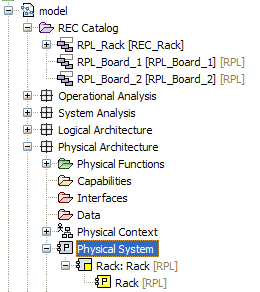 model
REC Catalog
RPL_Rack [REC_Rack]
RPL_Board_1 [RPL_Board_1] [RPL]
RPL_Board_2 [RPL_Board_2] [RPL]
Operational Analysis
System Analysis
Logical Architecture
Physical Architecture
Physical Functions
Capabilities
Interfaces
Data
Physical Context
Physical System
Rack: Rack [RPL]
Rack [RPL]